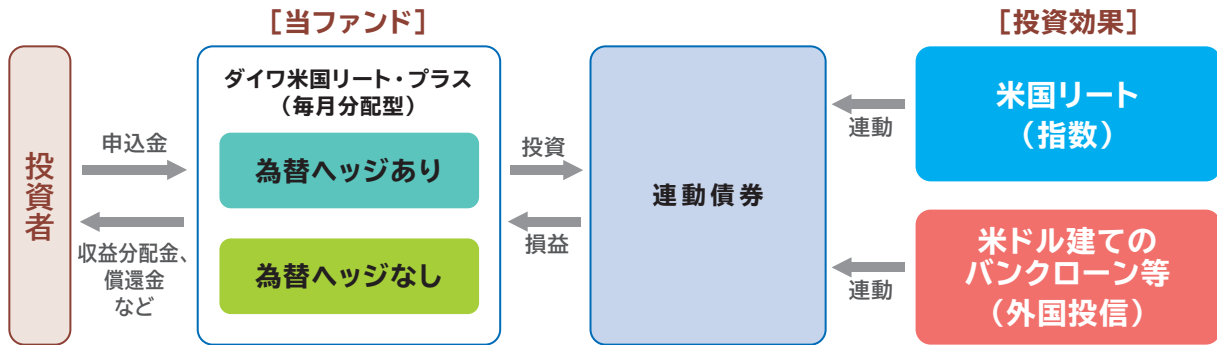 ［当ファンド］
［投資効果］
投資者
申込金
収益分配金、
償還金
など
ダイワ米国リート・プラス
（毎月分配型）
為替ヘッジあり
為替ヘッジなし
投資
損益
連動債券
連動
連動
米国リート
（指数）
米ドル建ての
バンクローン等
（外国投信）